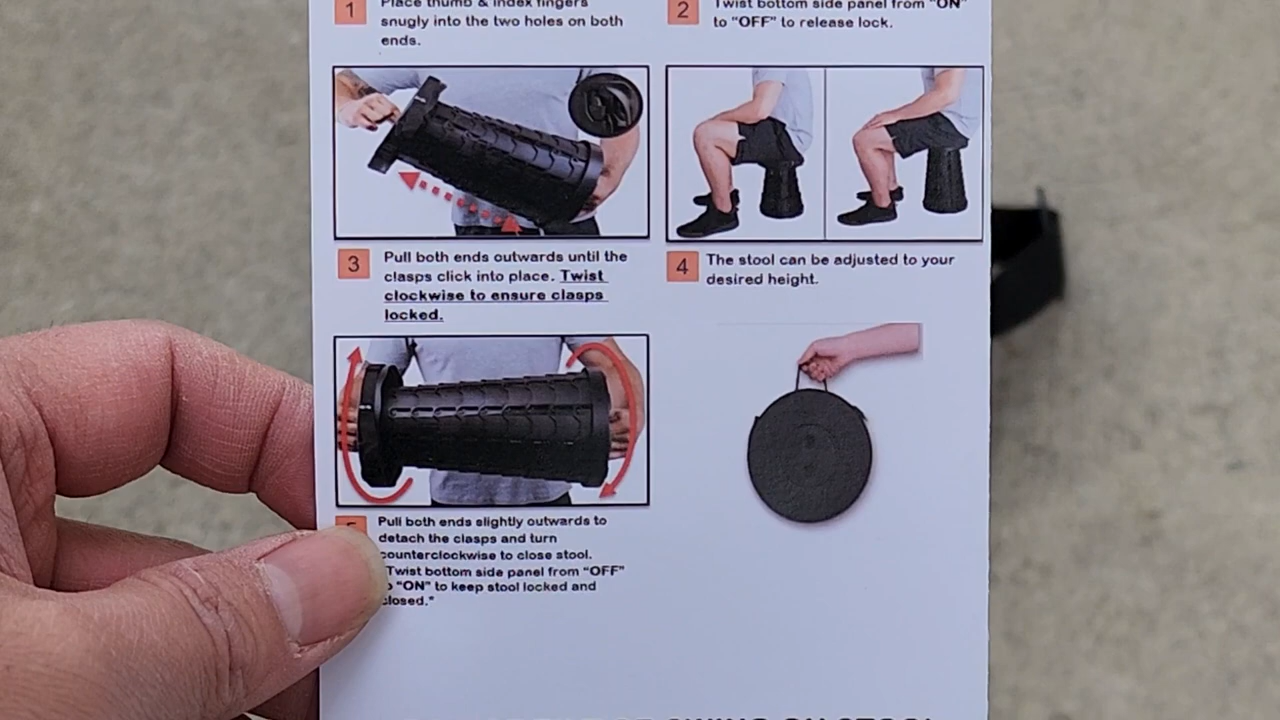 1
Place thumb & index fingers
snugly into the two holes on both
ends.
2
Twist bottom side panel from "ON"
to "OFF" to release lock.
3
Pull both ends outwards until the
clasps click into place. Twist
clockwise to ensure clasps
locked.
4
The stool can be adjusted to your
desired height.
Pull both ends slightly outwards to
detach the clasps and turn
counterclockwise to close stool.
Twist bottom side panel from "OFF"
"ON" to keep stool locked and
closed.*
ON STOOL